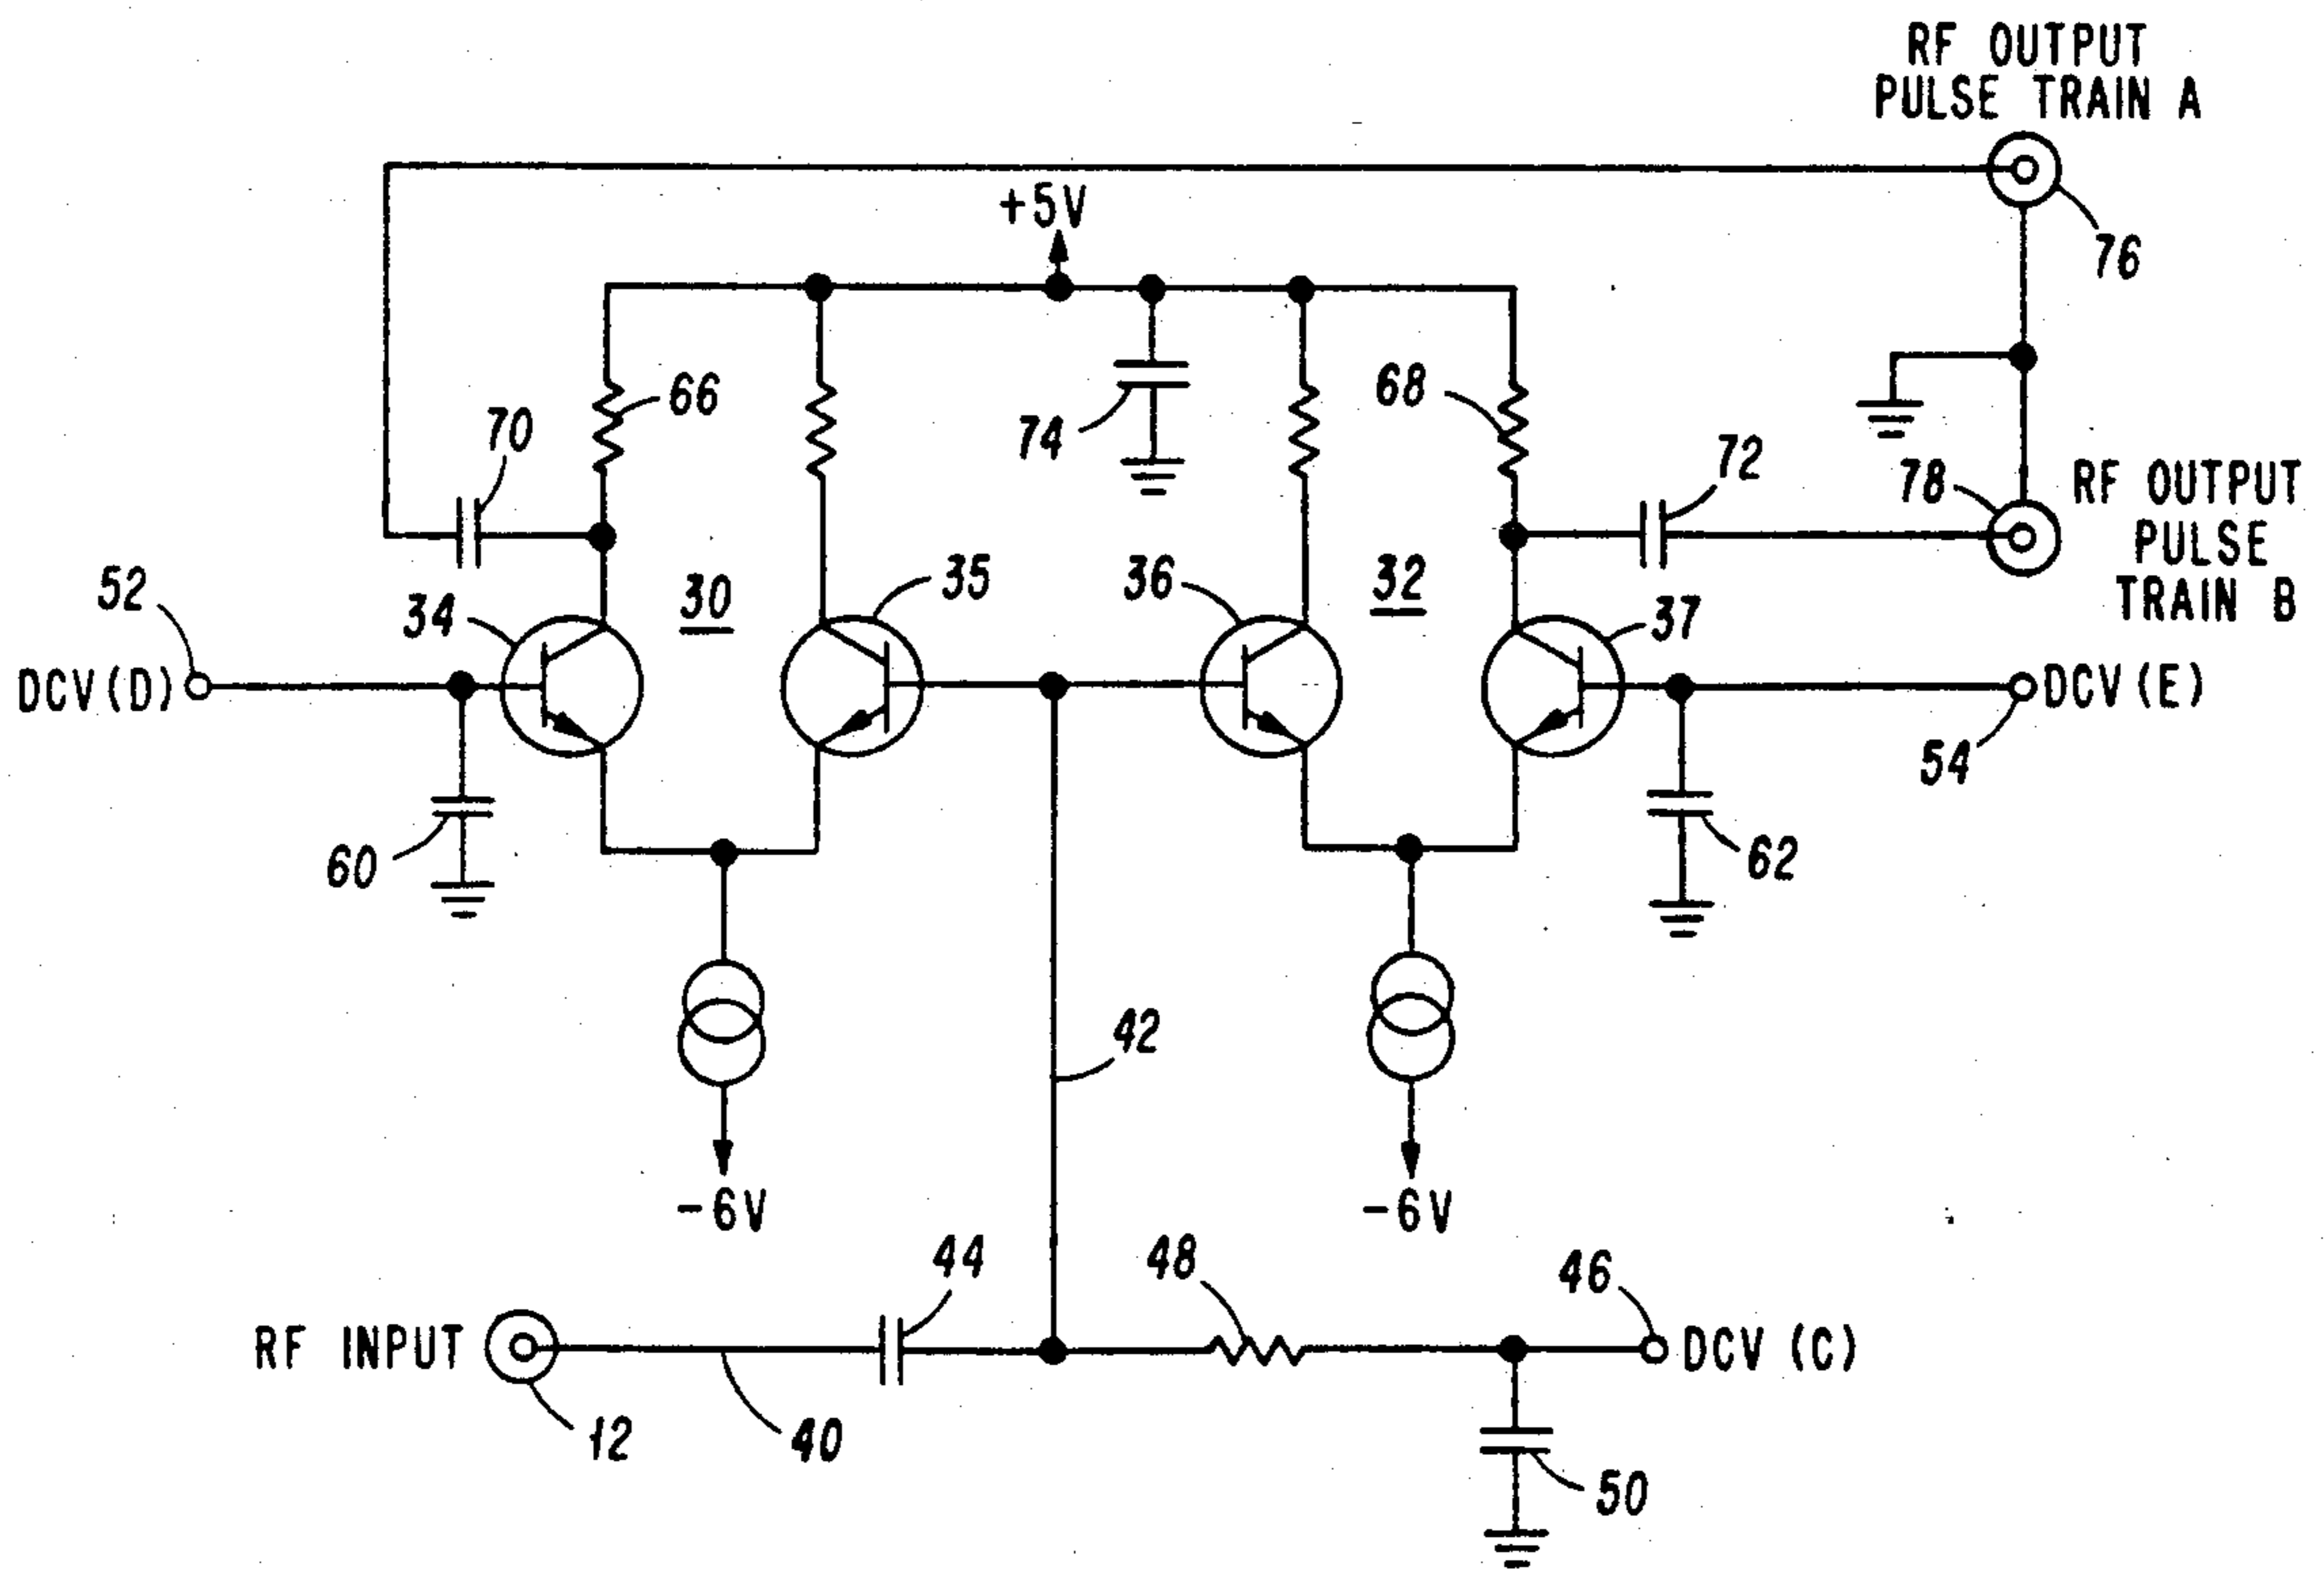 RF OUTPUT
PULSE TRAIN A
76
+5V
66
70
74
68
72
78
RF OUTPUT
PULSE
TRAIN B
52
34
30
35
36
32
37
DCV(D)
DCV(E)
54
60
62
42
-6V
-6V
44
48
46
RF INPUT
DCV (C)
12
40
50